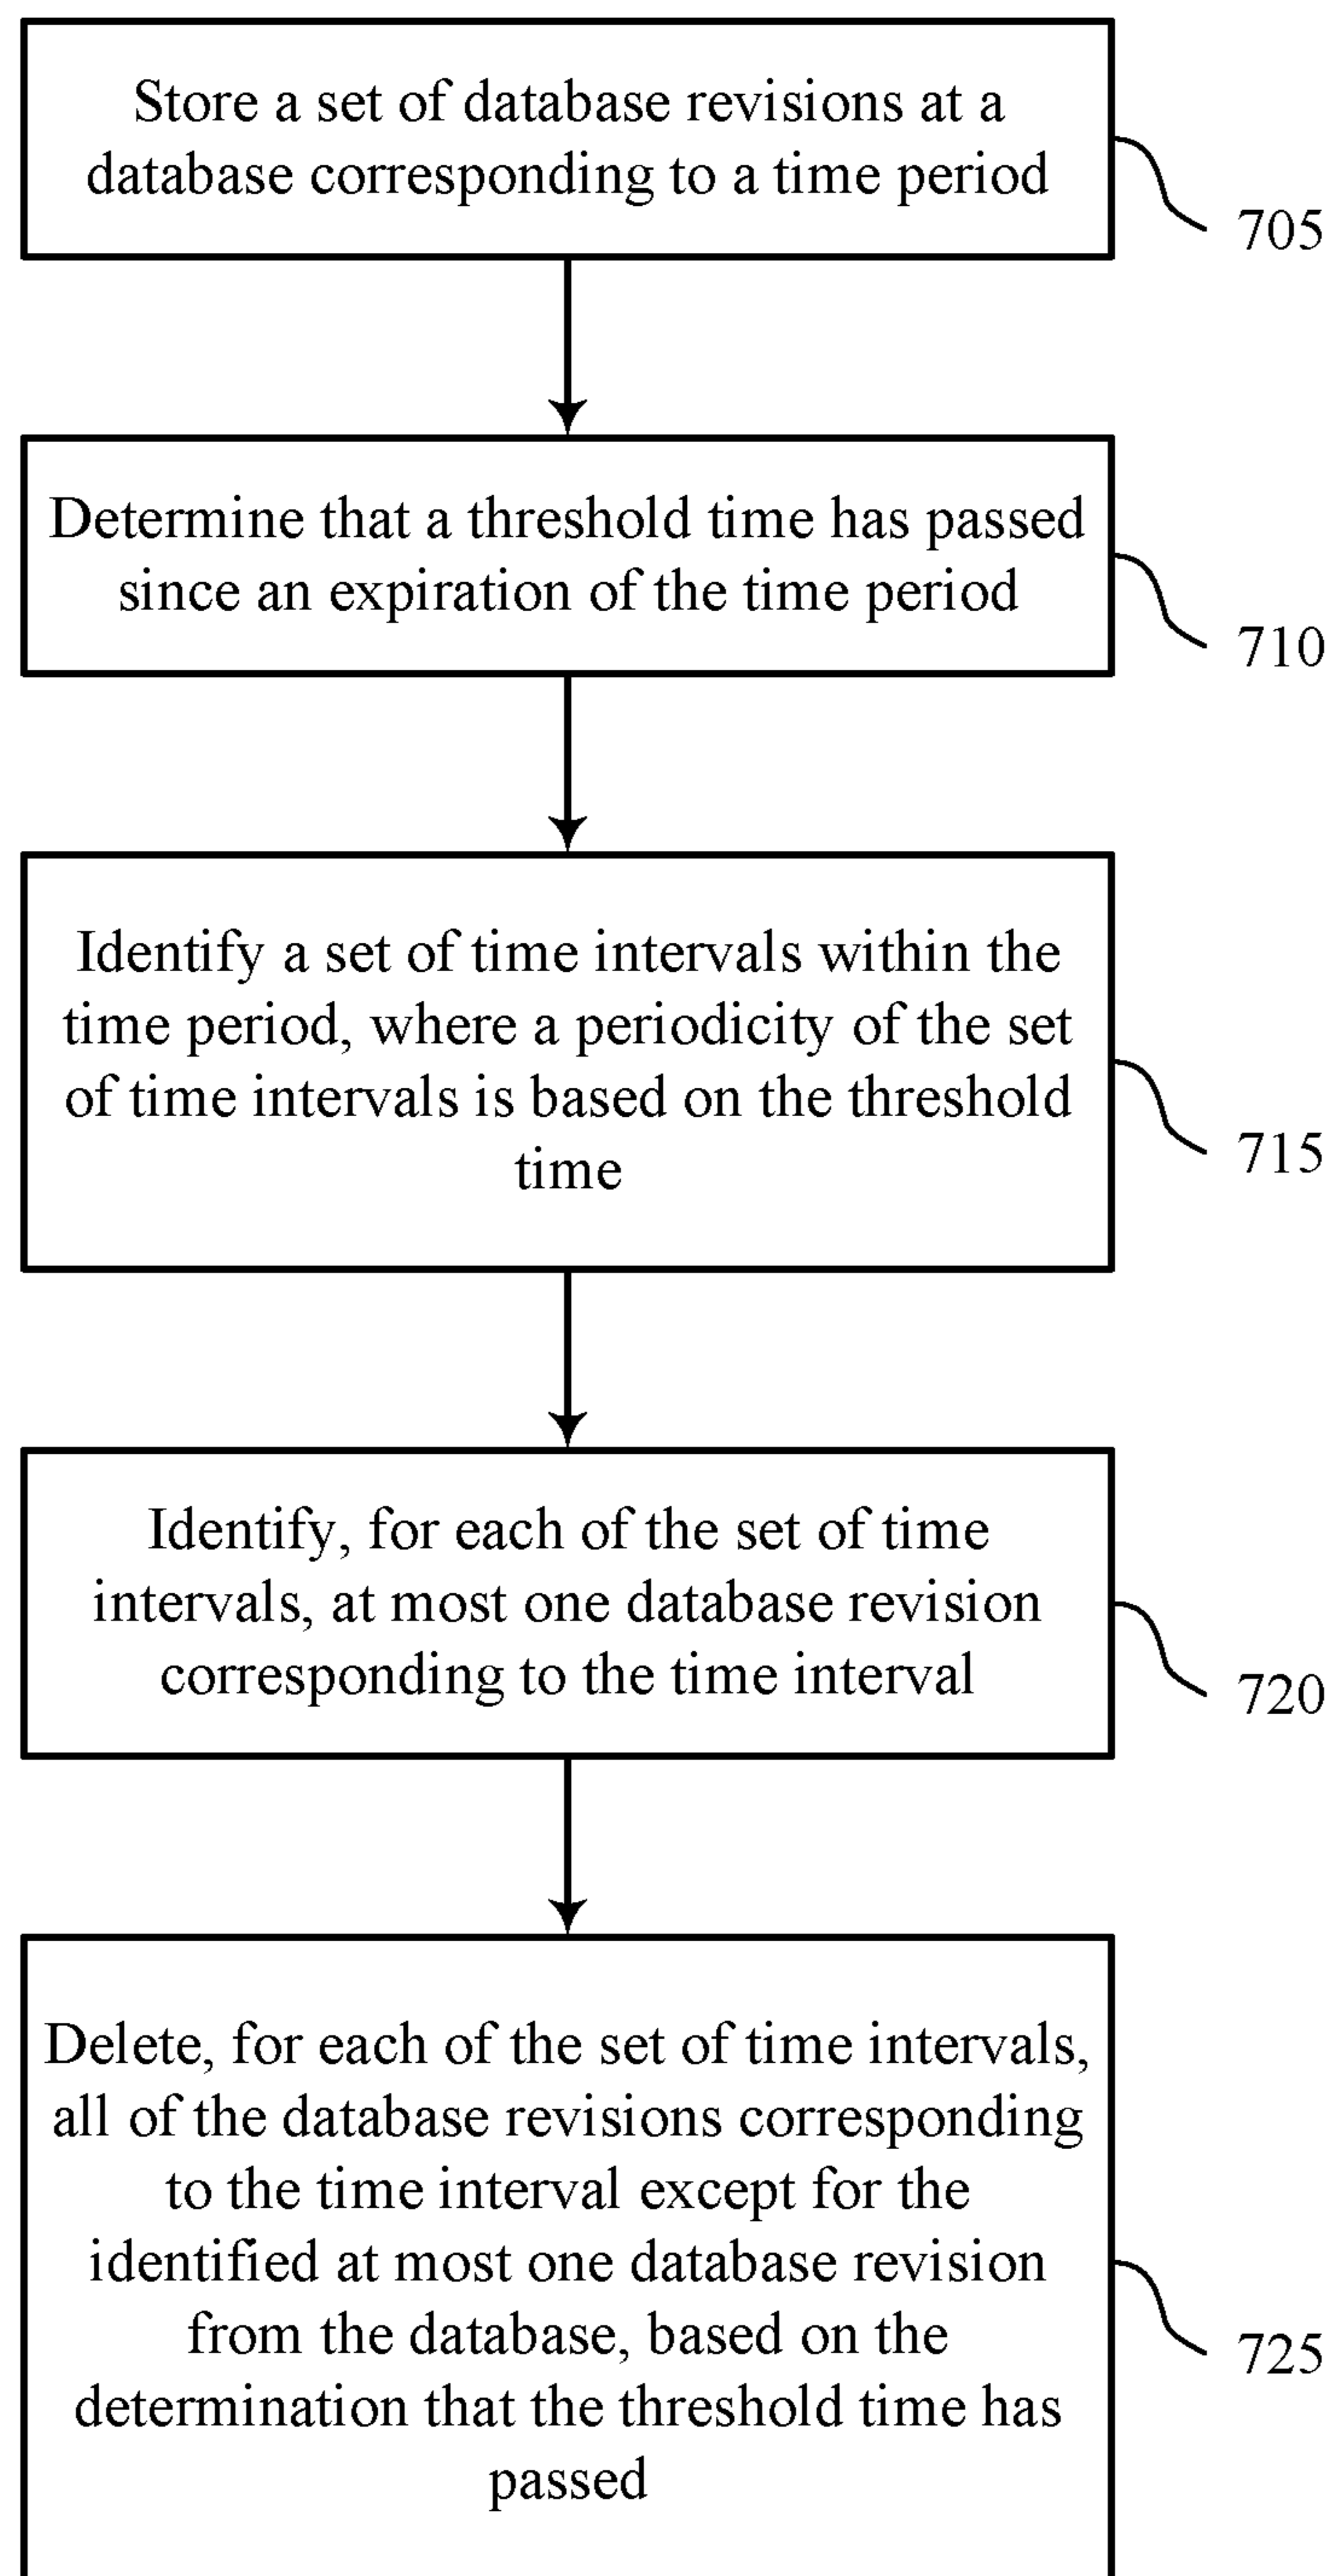 Store a set of database revisions at a
database corresponding to a time period
705
Determine that a threshold time has passed
since an expiration of the time period
710
Identify a set of time intervals within the
time period, where a periodicity of the set
of time intervals is based on the threshold
time
715
Identify, for each of the set of time
intervals, at most one database revision
corresponding to the time interval
720
Delete, for each of the set of time intervals,
all of the database revisions corresponding
to the time interval except for the
identified at most one database revision
from the database, based on the
determination that the threshold time has
passed
725